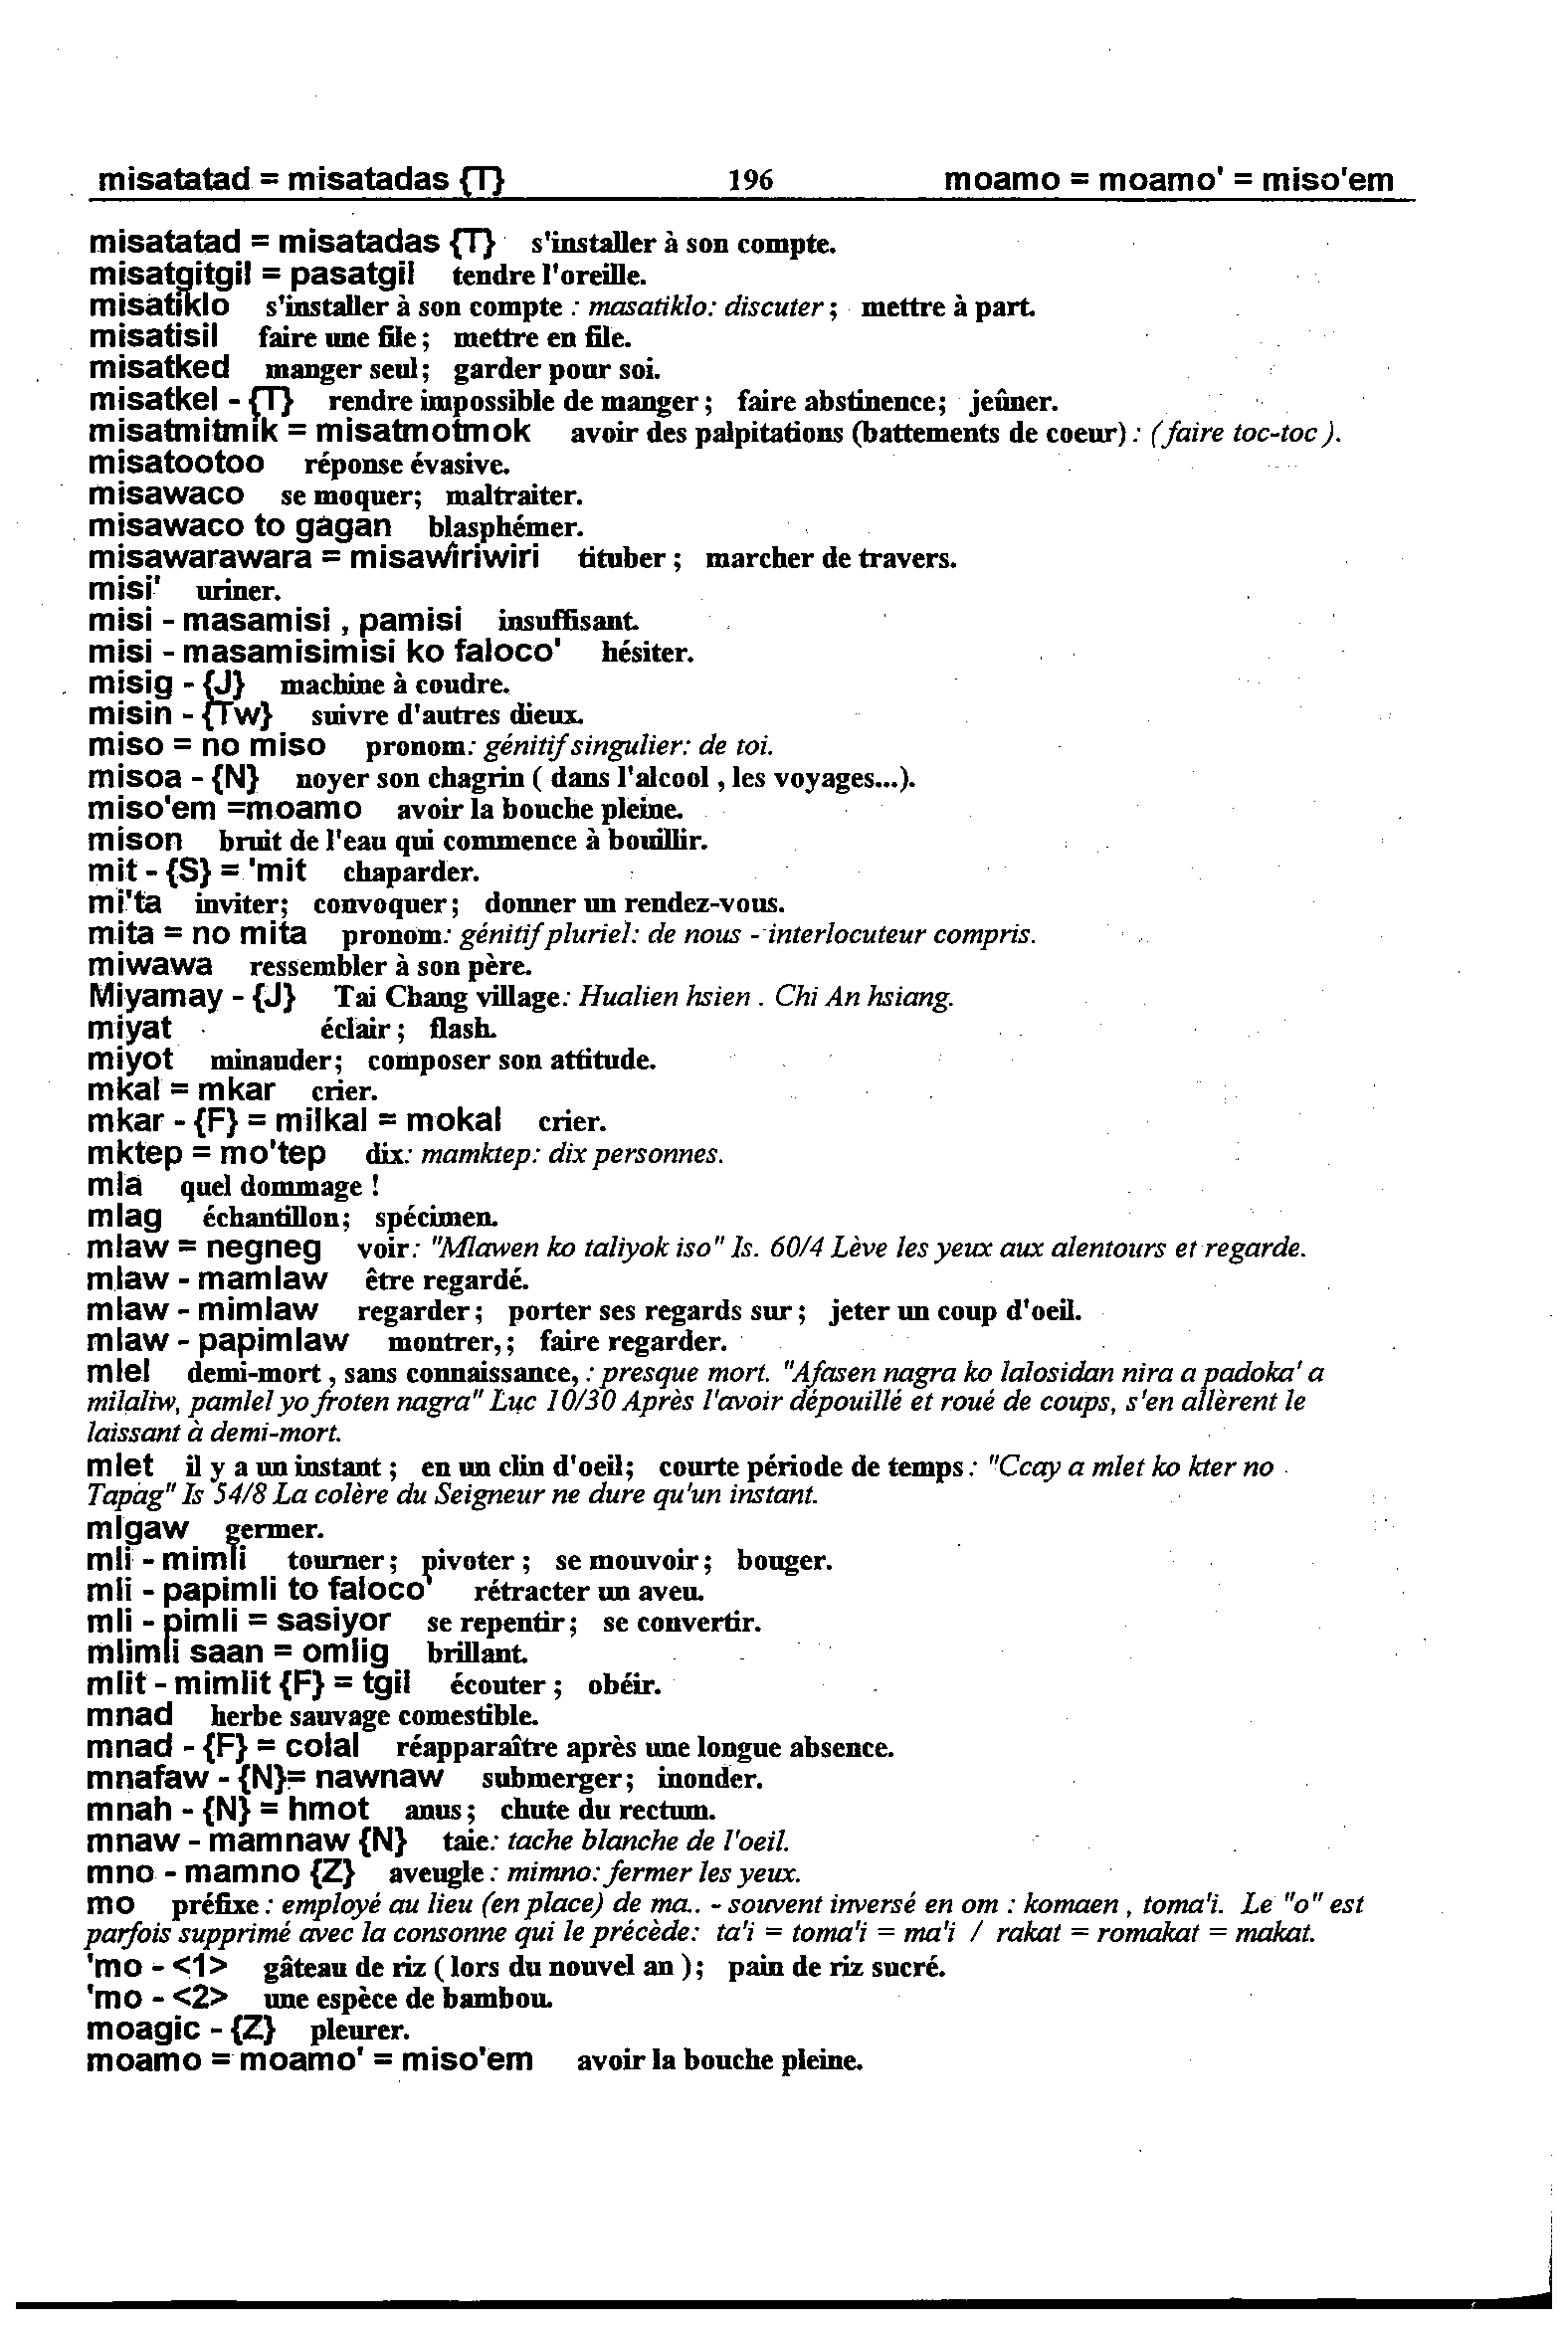 misatatad = misatadas {T} 196 moamo = moamo' = miso'em
misatatad = misatadas {T} s'installer à son compte.
misatgitgil = pasatgil tendre l'oreille.
misatiklo s'installer à son compte : masatiklo: discuter ; mettre à part.
misatisil faire une file ; mettre en file.
misatked manger seul; garder pour soi.
misatkel - {T} rendre impossible de manger ; faire abstinence; jeûner.
misatmitmik = misatmotmok avoir des palpitations (battements de coeur) : (faire toc-toc ).
misatootoo réponse évasive.
misawaco se moquer; maltraiter.
misawaco to gagan blasphémer.
misawarawara = misawiriwiri tituber ; marcher de travers.
misi' uriner.
misi - masamisi , pamisi insuffisant.
misi - masamisimisi ko faloco' hésiter.
misig - {J} machine à coudre.
misin - {Tw} suivre d'autres dieux.
miso = no miso pronom: génitif singulier: de toi.
misoa - {N} noyer son chagrin ( dans l'alcool , les voyages...).
miso'em =moamo avoir la bouche pleine.
mison bruit de l'eau qui commence à bouillir.
mit - {S} = 'mit chaparder.
mi'ta inviter; convoquer ; donner un rendez-vous.
mita = no mita pronom: génitif pluriel: de nous - interlocuteur compris.
miwawa ressembler à son père.
Miyamay - {J} Tai Chang village: Hualien hsien . Chi An hsiang.
miyat éclair ; flash.
miyot minauder; composer son attitude.
mkal = mkar crier.
mkar - {F} = milkal = mokal crier.
mktep = mo'tep dix: mamktep: dix personnes.
mla quel dommage !
mlag échantillon; spécimen.
mlaw = negneg voir: "Mlawen ko taliyok iso" Is. 60/4 Lève les yeux aux alentours et regarde.
mlaw - mamlaw être regardé.
mlaw - mimlaw regarder ; porter ses regards sur ; jeter un coup d'oeil.
mlaw - papimlaw montrer, ; faire regarder.
mlel demi-mort , sans connaissance, : presque mort. "Afasen nagra ko lalosidan nira a padoka' a
milaliw, pamlel yo froten nagra" Luc 10/30 Après l'avoir dépouillé et roué de coups, s'en allèrent le
laissant à demi-mort.
mlet il y a un instant ; en un clin d'oeil; courte période de temps : "Ccay a mlet ko kter no
Tapag" Is 54/8 La colère du Seigneur ne dure qu'un instant.
mlgaw germer.
mli - mimli tourner ; pivoter ; se mouvoir ; bouger.
mli - papimli to faloco' rétracter un aveu.
mli - pimli = sasiyor se repentir ; se convertir.
mlimli saan = omlig brillant.
mlit - mimlit {F} = tgil écouter ; obéir.
mnad herbe sauvage comestible.
mnad - {F} = colal réapparaître après une longue absence.
mnafaw - {N}= nawnaw submerger ; inonder.
mnah - {N} = hmot anus ; chute du rectum.
mnaw - mamnaw {N} taie: tache blanche de l'oeil.
mno - mamno {Z} aveugle : mimno: fermer les yeux.
mo préfixe : employé au lieu (en place) de ma.. - souvent inversé en om : komaen , toma'i. Le "o" est
parfois supprimé avec la consonne qui le précède: ta'i = toma'i = ma'i / rakat = romakat = makat.
'mo - <1> gâteau de riz ( lors du nouvel an ) ; pain de riz sucré.
'mo - <2> une espèce de bambou.
moagic - {Z} pleurer.
moamo = moamo' = miso'em avoir la bouche pleine.